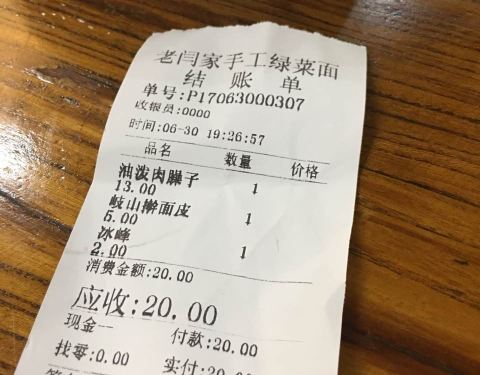 老闫家手工绿菜面
结 账 单
单号:P17063000307
收银员:0000
时间:06-30 19:26:57
品名 数量 价格
油泼肉臊子 1
13.00
岐山擀面皮 1
5.00
冰峰 1
2.00
消费金额:20.00
应收:20.00
现金一 付款:20.00
找零:0.00 实付:20.00